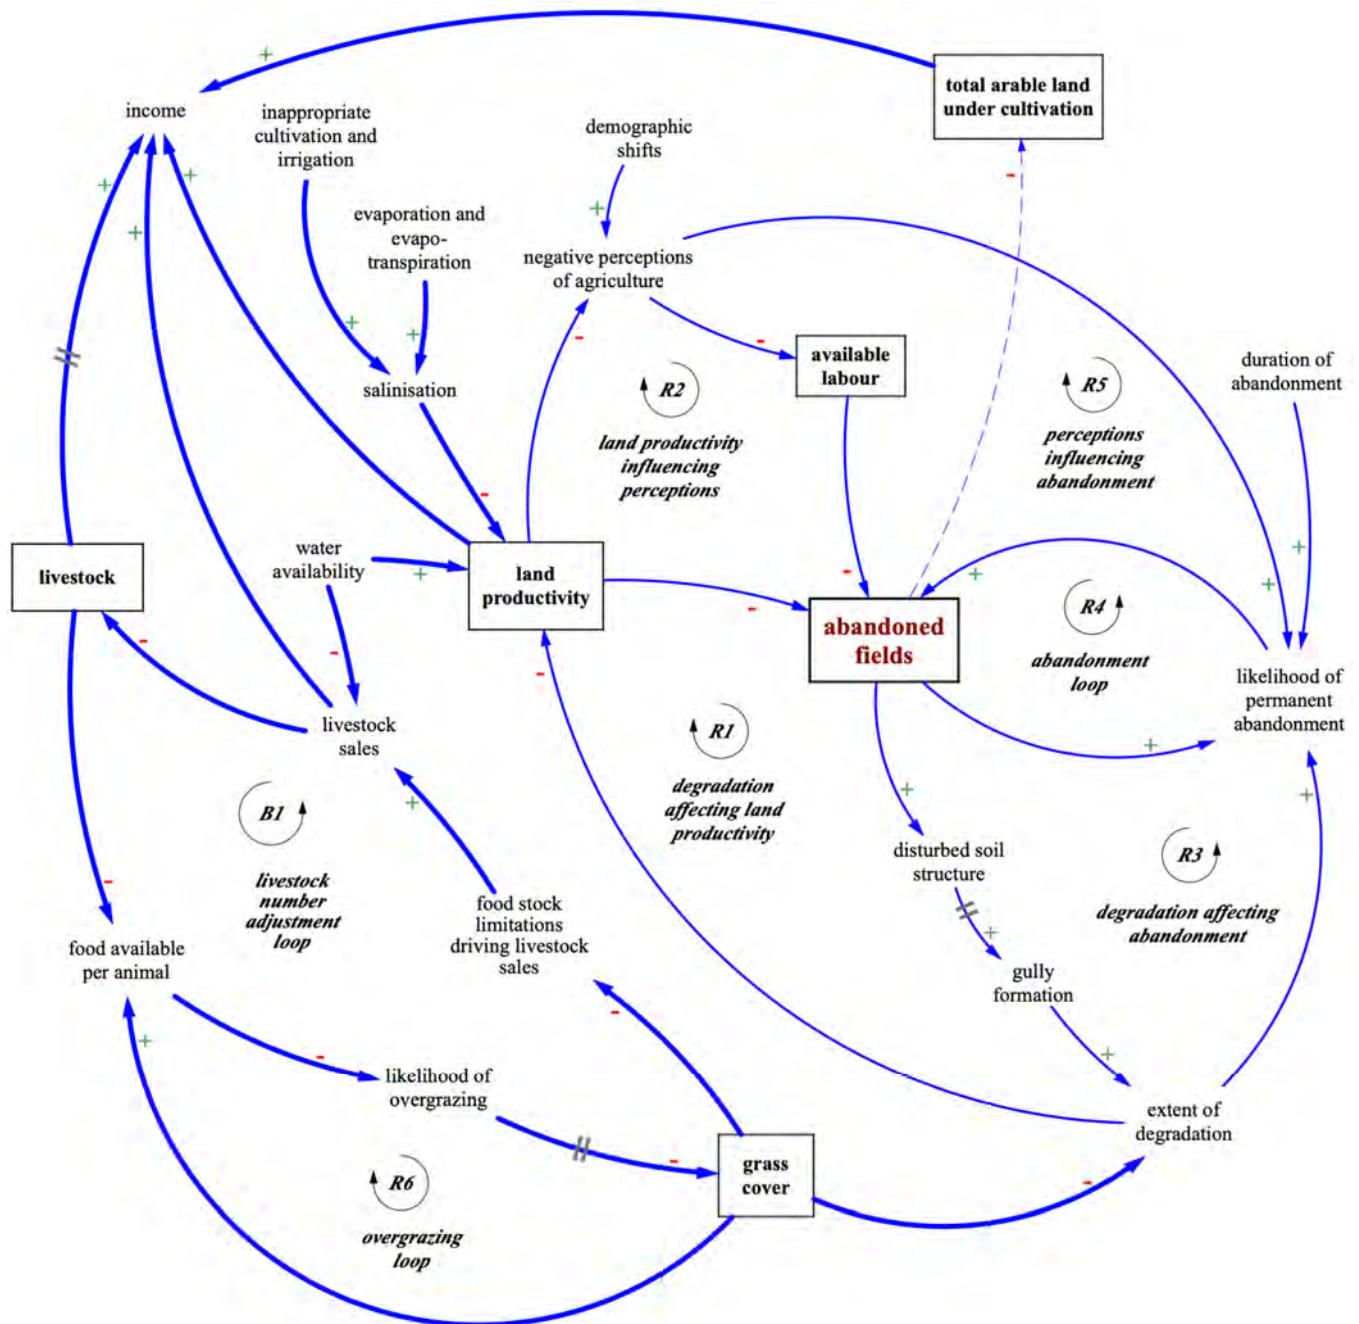 total arable land
under cultivation
income
inappropriate
cultivation and
irrigation
demographic
shifts
evaporation and
evapo-
transpiration
negative perceptions
of agriculture
available
labour
duration of
abandonment
salinisation
R2
land productivity
influencing
perceptions
R5
perceptions
influencing
abandonment
livestock
water
availability
land
productivity
abandoned
fields
R4
abandonment
loop
likelihood of
permanent
abandonment
livestock
sales
R1
degradation
affecting land
productivity
B1
livestock
number
adjustment
loop
disturbed soil
structure
R3
degradation affecting
abandonment
food stock
limitations
driving livestock
sales
food available
per animal
gully
formation
likelihood of
overgrazing
extent of
degradation
grass
cover
R6
overgrazing
loop